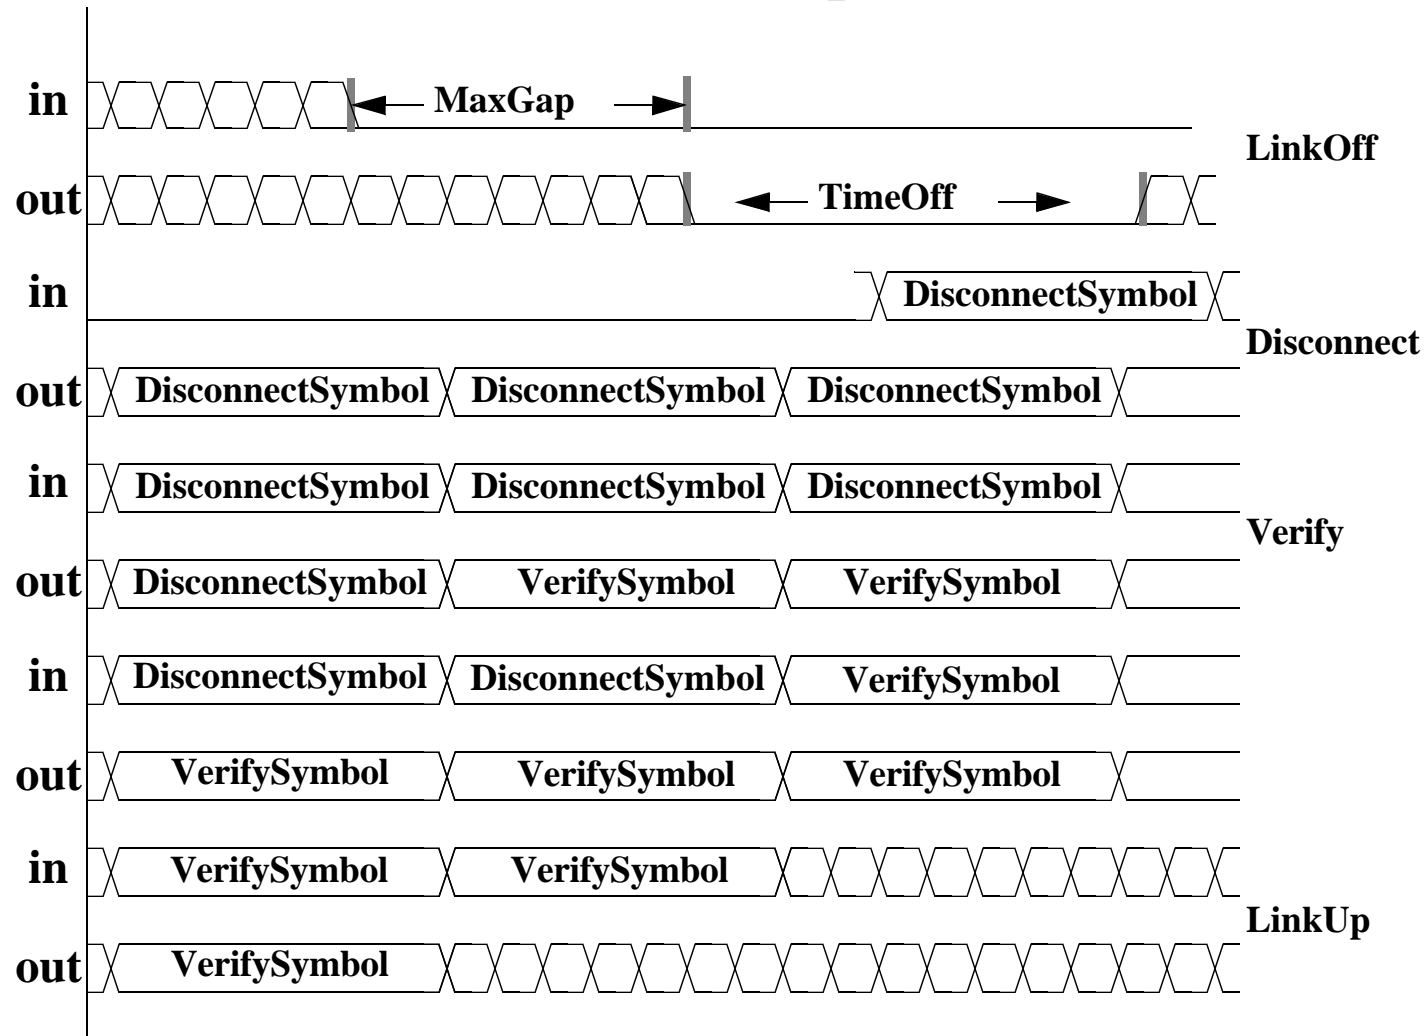 in MaxGap
LinkOff
out TimeOff
in DisconnectSymbol
Disconnect
out DisconnectSymbol DisconnectSymbol DisconnectSymbol
in DisconnectSymbol DisconnectSymbol DisconnectSymbol
Verify
out DisconnectSymbol VerifySymbol VerifySymbol
in DisconnectSymbol DisconnectSymbol VerifySymbol
out VerifySymbol VerifySymbol VerifySymbol
in VerifySymbol VerifySymbol
LinkUp
out VerifySymbol